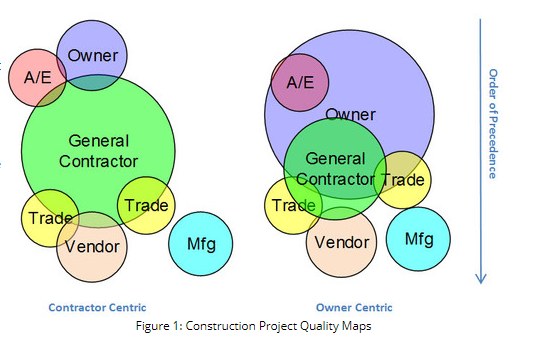 Owner
A/E
General
Contractor
Trade
Trade
Vendor
Mfg
Contractor Centric
A/E
Owner
General
Contractor
Trade
Trade
Vendor
Mfg
Owner Centric
Order of Precedence
Figure 1: Construction Project Quality Maps